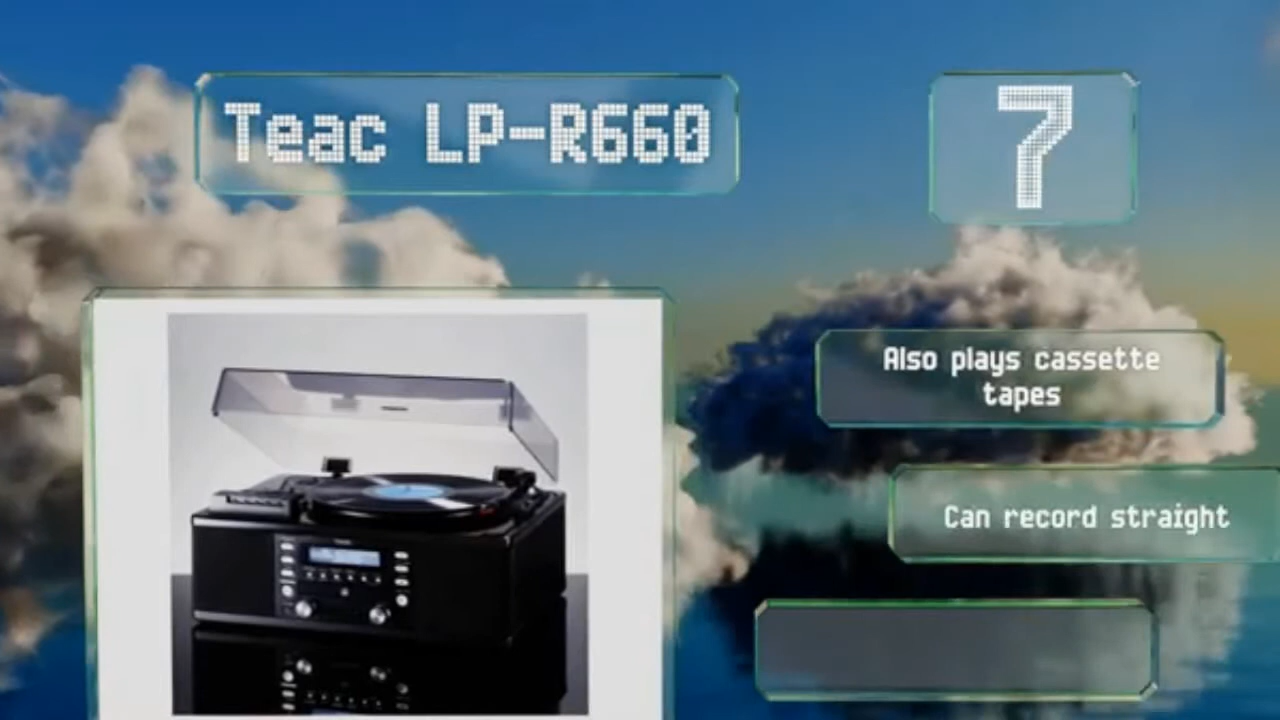 Teac LP-R660
7
Also plays cassette
tapes
Can record straight